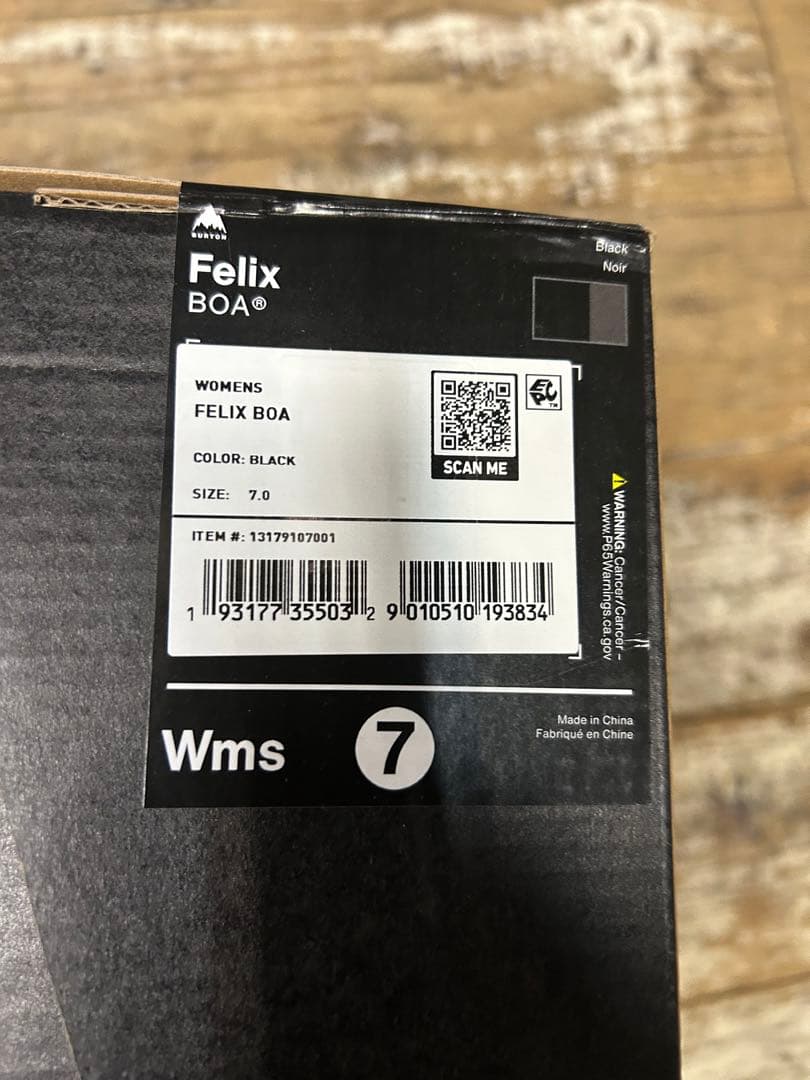 BURTON
Felix
BOA®
Black
Noir
WOMENS
FELIX BOA
COLOR: BLACK
SIZE: 7.0
SCAN ME
EPC™
ITEM #: 13179107001
1 93177 35503 2
9 010510 193834
WARNING: Cancer/Cancer –
www.P65Warnings.ca.gov
Wms 7
Made in China
Fabriqué en Chine